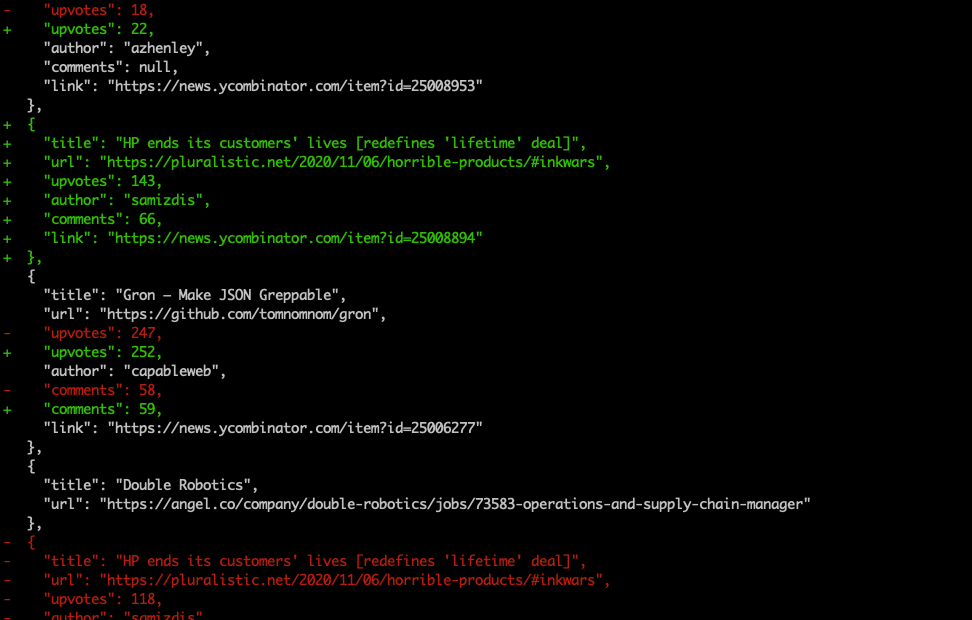 -    "upvotes": 18,
+    "upvotes": 22,
     "author": "azhenley",
     "comments": null,
     "link": "https://news.ycombinator.com/item?id=25008953"
   },
+  {
+    "title": "HP ends its customers' lives [redefines 'lifetime' deal]",
+    "url": "https://pluralistic.net/2020/11/06/horrible-products/#inkwars",
+    "upvotes": 143,
+    "author": "samizdis",
+    "comments": 66,
+    "link": "https://news.ycombinator.com/item?id=25008894"
+  },
   {
     "title": "Gron – Make JSON Greppable",
     "url": "https://github.com/tomnomnom/gron",
-    "upvotes": 247,
+    "upvotes": 252,
     "author": "capableweb",
-    "comments": 58,
+    "comments": 59,
     "link": "https://news.ycombinator.com/item?id=25006277"
   },
   {
     "title": "Double Robotics",
     "url": "https://angel.co/company/double-robotics/jobs/73583-operations-and-supply-chain-manager"
   },
-  {
-    "title": "HP ends its customers' lives [redefines 'lifetime' deal]",
-    "url": "https://pluralistic.net/2020/11/06/horrible-products/#inkwars",
-    "upvotes": 118,
-    "author": "samizdis"